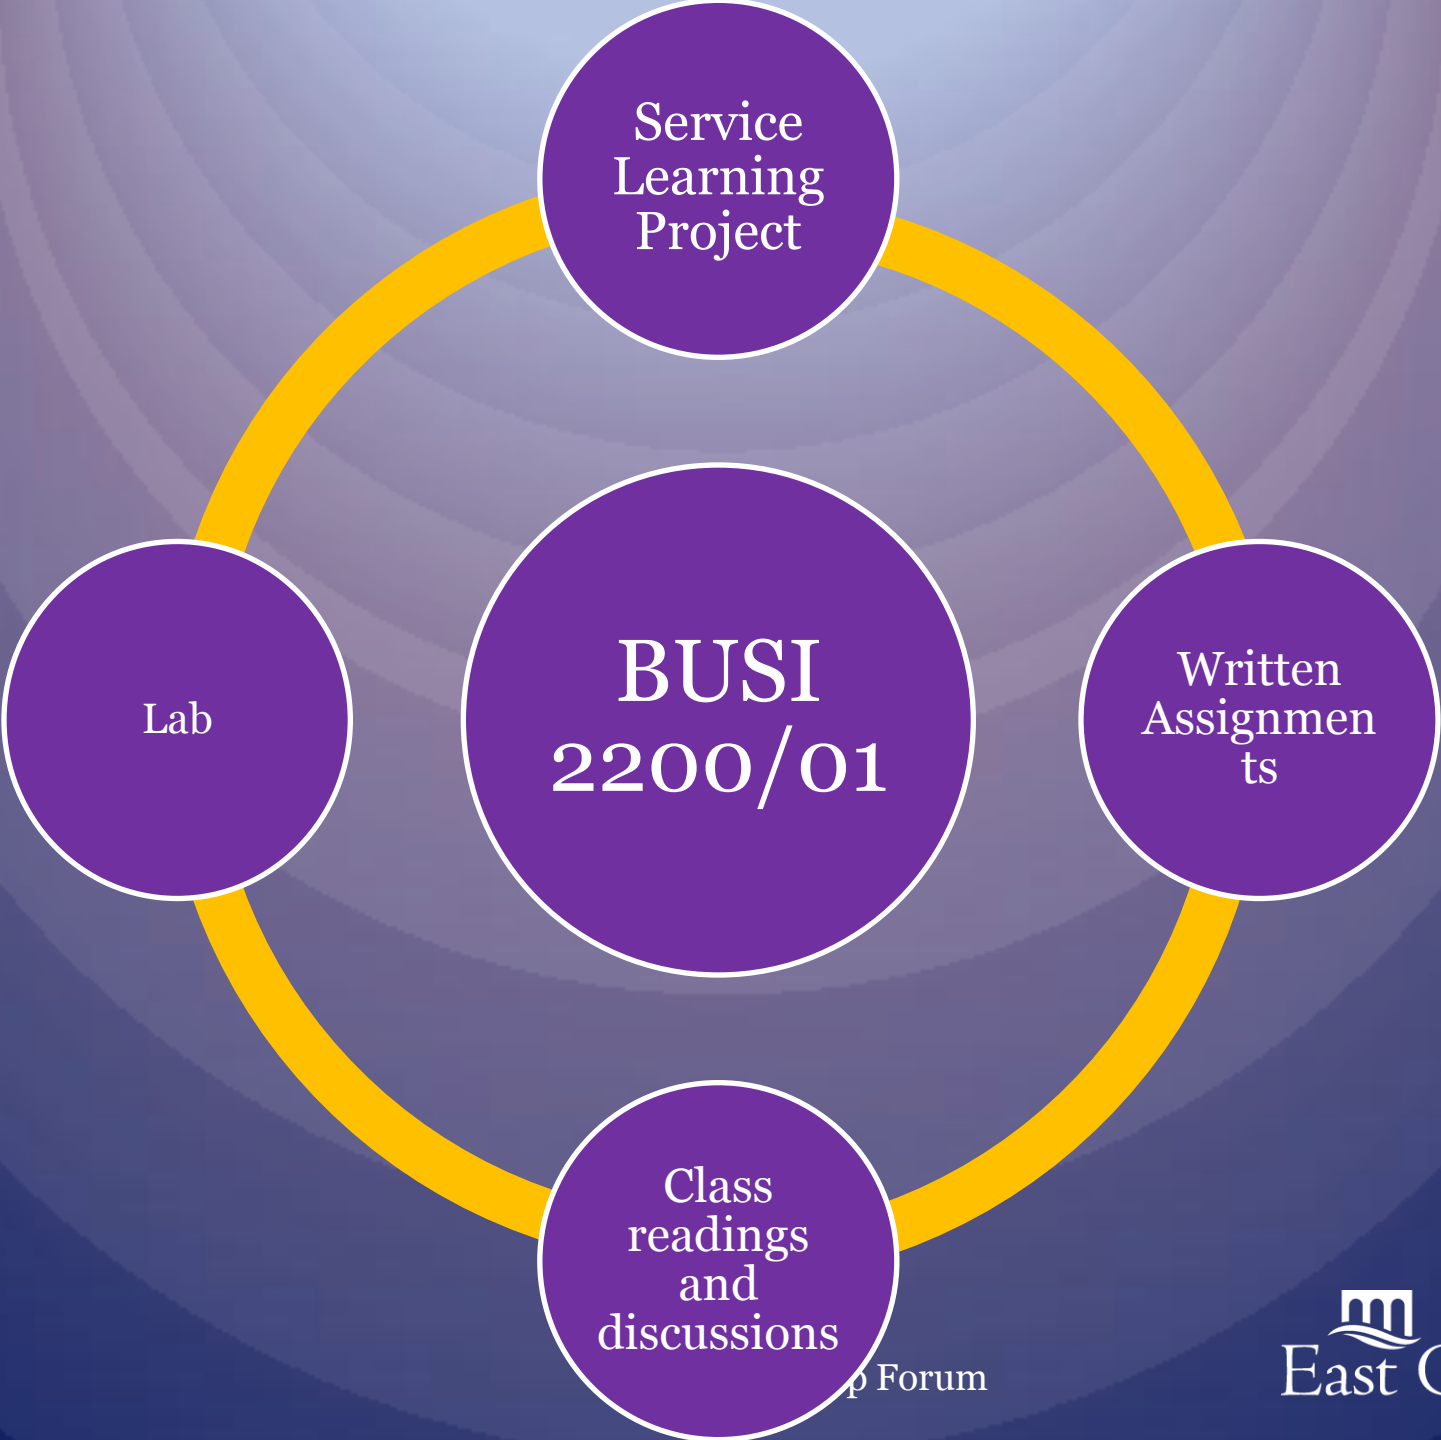 Service
Learning
Project
BUSI
2200/01
Lab
Written
Assignmen
ts
Class
readings
and
discussions
p Forum
East C